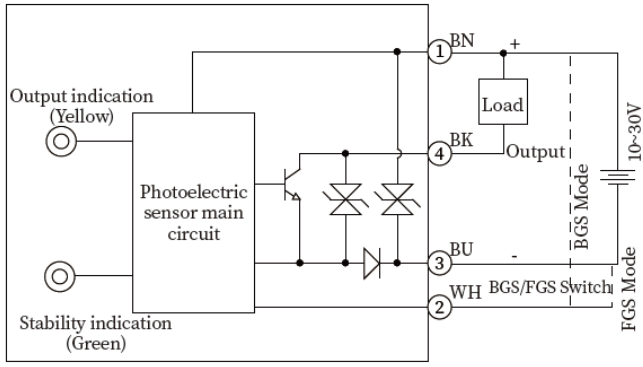 Output indication
(Yellow)
Photoelectric
sensor main
circuit
Stability indication
(Green)
1 BN +
Load
4 BK
Output
3 BU -
2 WH BGS/FGS Switch
BGS Mode
10~30V
FGS Mode